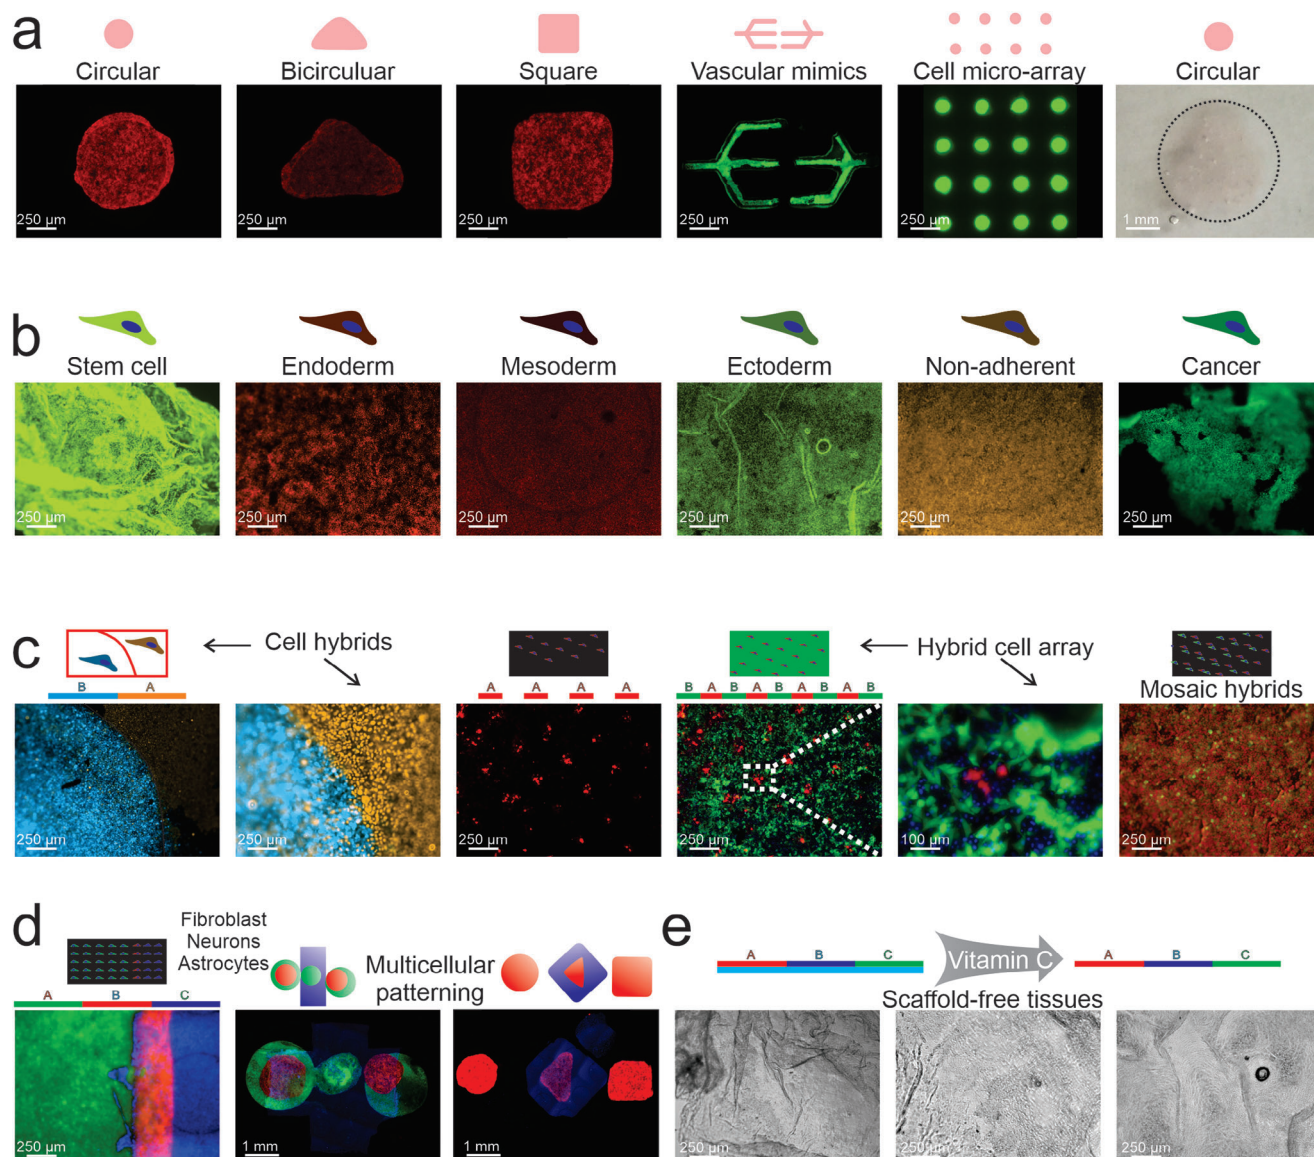 a
Circular
Bicirculuar
Square
Vascular mimics
Cell micro-array
Circular
250 µm
250 µm
250 µm
250 µm
250 µm
1 mm
b
Stem cell
Endoderm
Mesoderm
Ectoderm
Non-adherent
Cancer
250 µm
250 µm
250 µm
250 µm
250 µm
250 µm
c
Cell hybrids
Hybrid cell array
Mosaic hybrids
B A
A A A A
B A B A B A B A B
250 µm
250 µm
250 µm
250 µm
100 µm
250 µm
d
Fibroblast
Neurons
Astrocytes
Multicellular
patterning
A B C
250 µm
1 mm
1 mm
e
A B C
Vitamin C
A B C
Scaffold-free tissues
250 µm
250 µm
250 µm